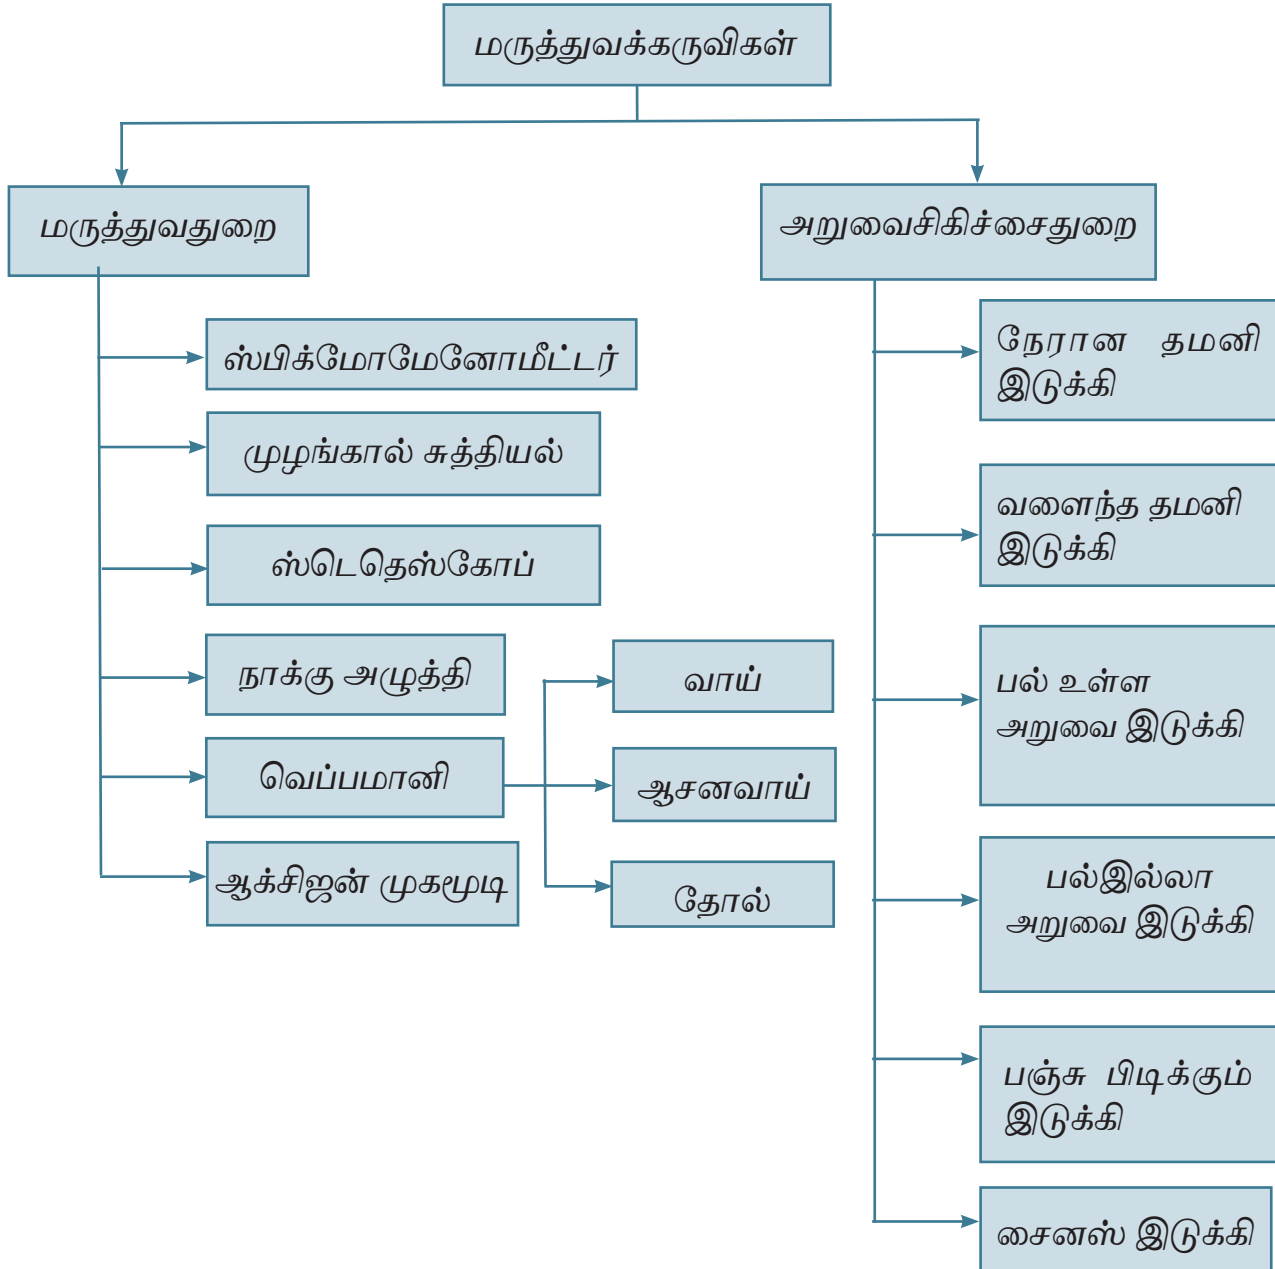 மருத்துவக்கருவிகள்
மருத்துவதுறை
அறுவைசிகிச்சைதுறை
ஸ்பிக்மோமேனோமீட்டர்
முழங்கால் சுத்தியல்
ஸ்டெதெஸ்கோப்
நாக்கு அழுத்தி
வெப்பமானி
ஆக்சிஜன் முகமூடி
வாய்
ஆசனவாய்
தோல்
நேரான தமனி
இடுக்கி
வளைந்த தமனி
இடுக்கி
பல் உள்ள
அறுவை இடுக்கி
பல்இல்லா
அறுவை இடுக்கி
பஞ்சு பிடிக்கும்
இடுக்கி
சைனஸ் இடுக்கி